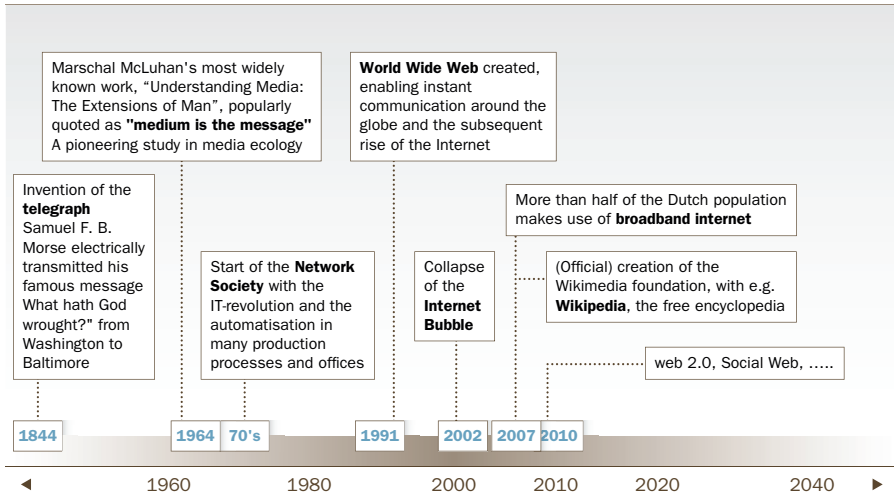 Marschal McLuhan's most widely
known work, “Understanding Media:
The Extensions of Man”, popularly
quoted as "medium is the message"
A pioneering study in media ecology
World Wide Web created,
enabling instant
communication around the
globe and the subsequent
rise of the Internet
Invention of the
telegraph
Samuel F. B.
Morse electrically
transmitted his
famous message
What hath God
wrought?" from
Washington to
Baltimore
More than half of the Dutch population
makes use of broadband internet
Start of the Network
Society with the
IT-revolution and the
automatisation in
many production
processes and offices
Collapse
of the
Internet
Bubble
(Official) creation of the
Wikimedia foundation, with e.g.
Wikipedia, the free encyclopedia
web 2.0, Social Web, …..
1844
1964
70's
1991
2002
2007
2010
1960
1980
2000
2010
2020
2040